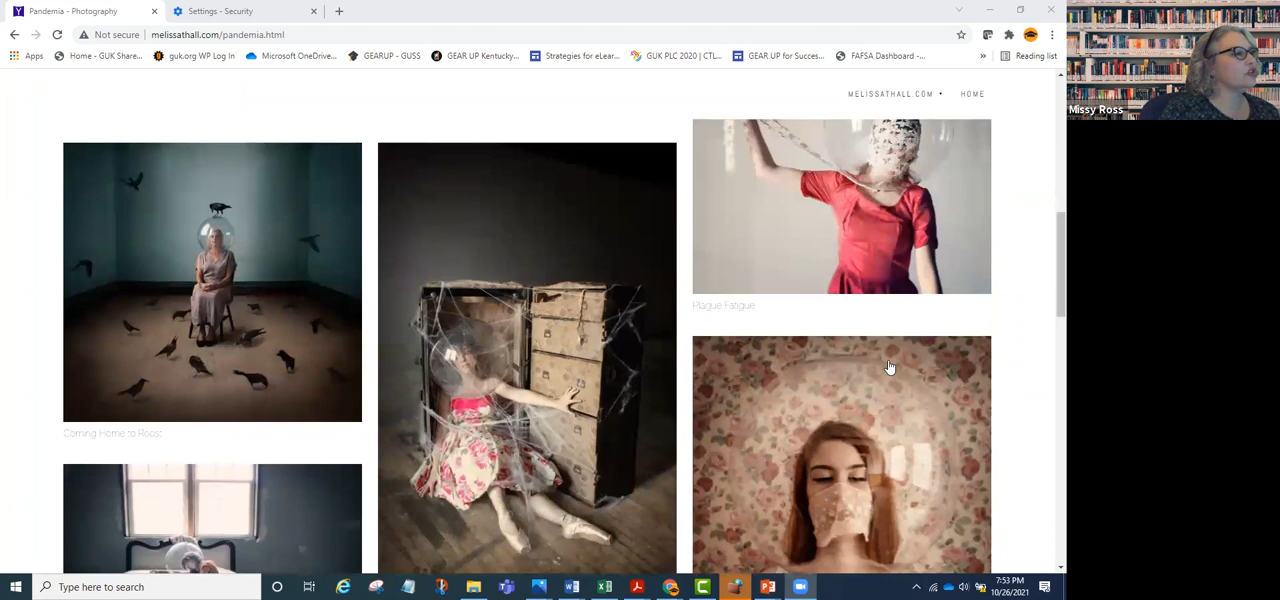 Pandemia - Photography
Settings - Security
Not secure | melissathall.com/pandemia.html
Apps
Home - GUK Share...
guk.org WP Log In
Microsoft OneDrive...
GEARUP - GUSS
GEAR UP Kentucky...
Strategies for eLear...
GUK PLC 2020 | CTL...
GEAR UP for Succes...
FAFSA Dashboard -...
»
Reading list
MELISSATHALL.COM
HOME
Missy Ross
Plague Fatigue
Coming Home to Roost
Type here to search
7:53 PM
10/26/2021